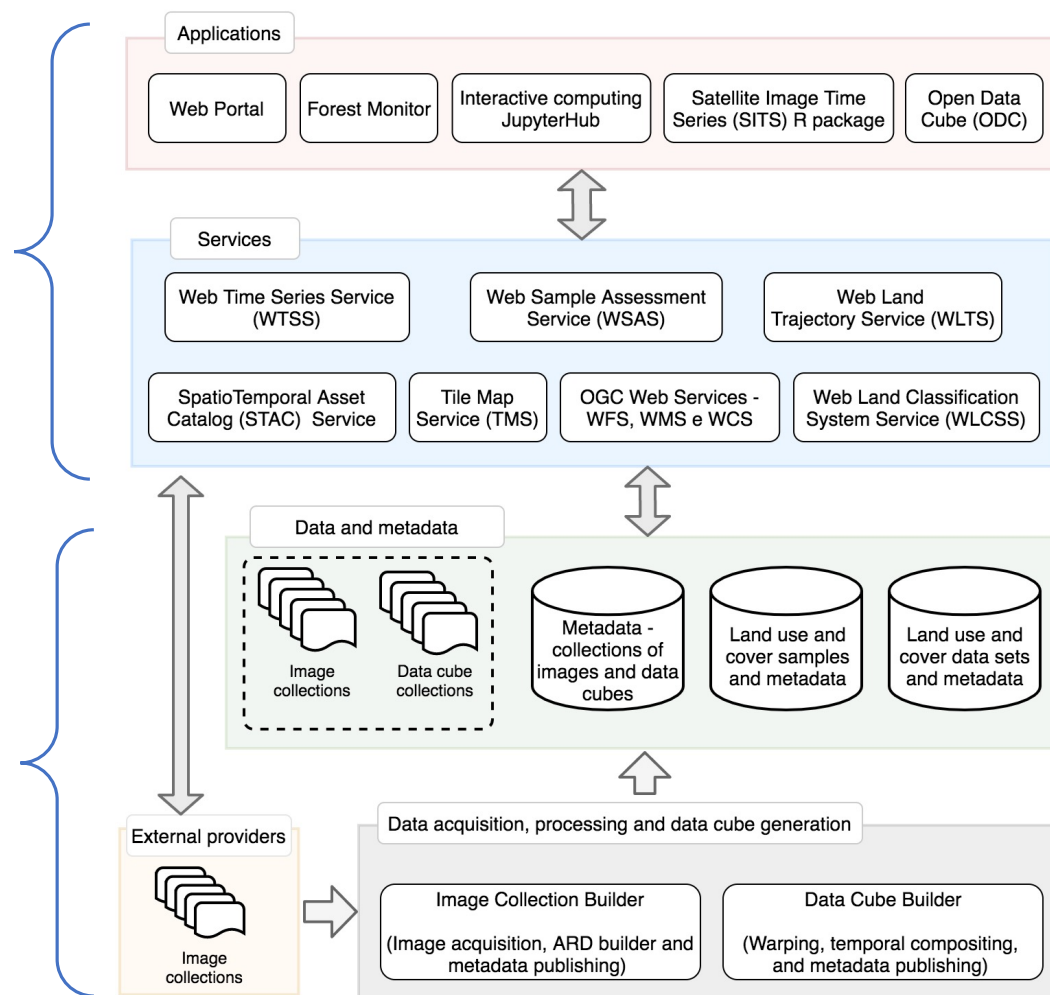 Applications
Web Portal
Forest Monitor
Interactive computing
JupyterHub
Satellite Image Time
Series (SITS) R package
Open Data
Cube (ODC)
Services
Web Time Series Service
(WTSS)
Web Sample Assessment
Service (WSAS)
Web Land
Trajectory Service (WLTS)
SpatioTemporal Asset
Catalog (STAC) Service
Tile Map
Service (TMS)
OGC Web Services -
WFS, WMS e WCS
Web Land Classification
System Service (WLCSS)
Data and metadata
Image
collections
Data cube
collections
Metadata -
collections of
images and data
cubes
Land use and
cover samples
and metadata
Land use and
cover data sets
and metadata
External providers
Image
collections
Data acquisition, processing and data cube generation
Image Collection Builder
(Image acquisition, ARD builder and
metadata publishing)
Data Cube Builder
(Warping, temporal compositing,
and metadata publishing)